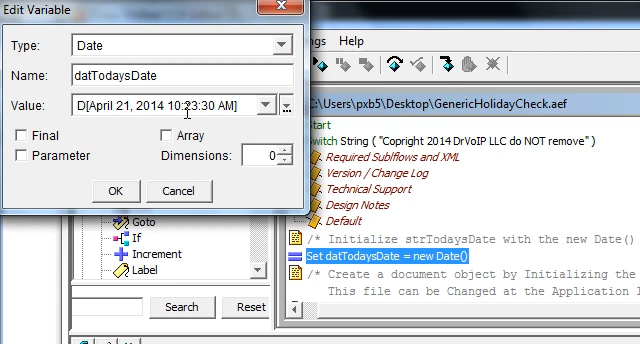 Edit Variable
Type: Date
Name: datTodaysDate
Value: D[April 21, 2014 10:23:30 AM]
Final
Array
Parameter
Dimensions: 0
OK
Cancel
Goto
If
Increment
Label
Search
Reset
ngs Help
C:\Users\pxb5\Desktop\GenericHolidayCheck.aef
Start
Switch String ( "Copright 2014 DrVoIP LLC do NOT remove" )
Required Subflows and XML
Version / Change Log
Technical Support
Design Notes
Default
/* Initialize strTodaysDate with the new Date()
Set datTodaysDate = new Date()
/* Create a document object by Initializing the
This file can be Changed at the Application